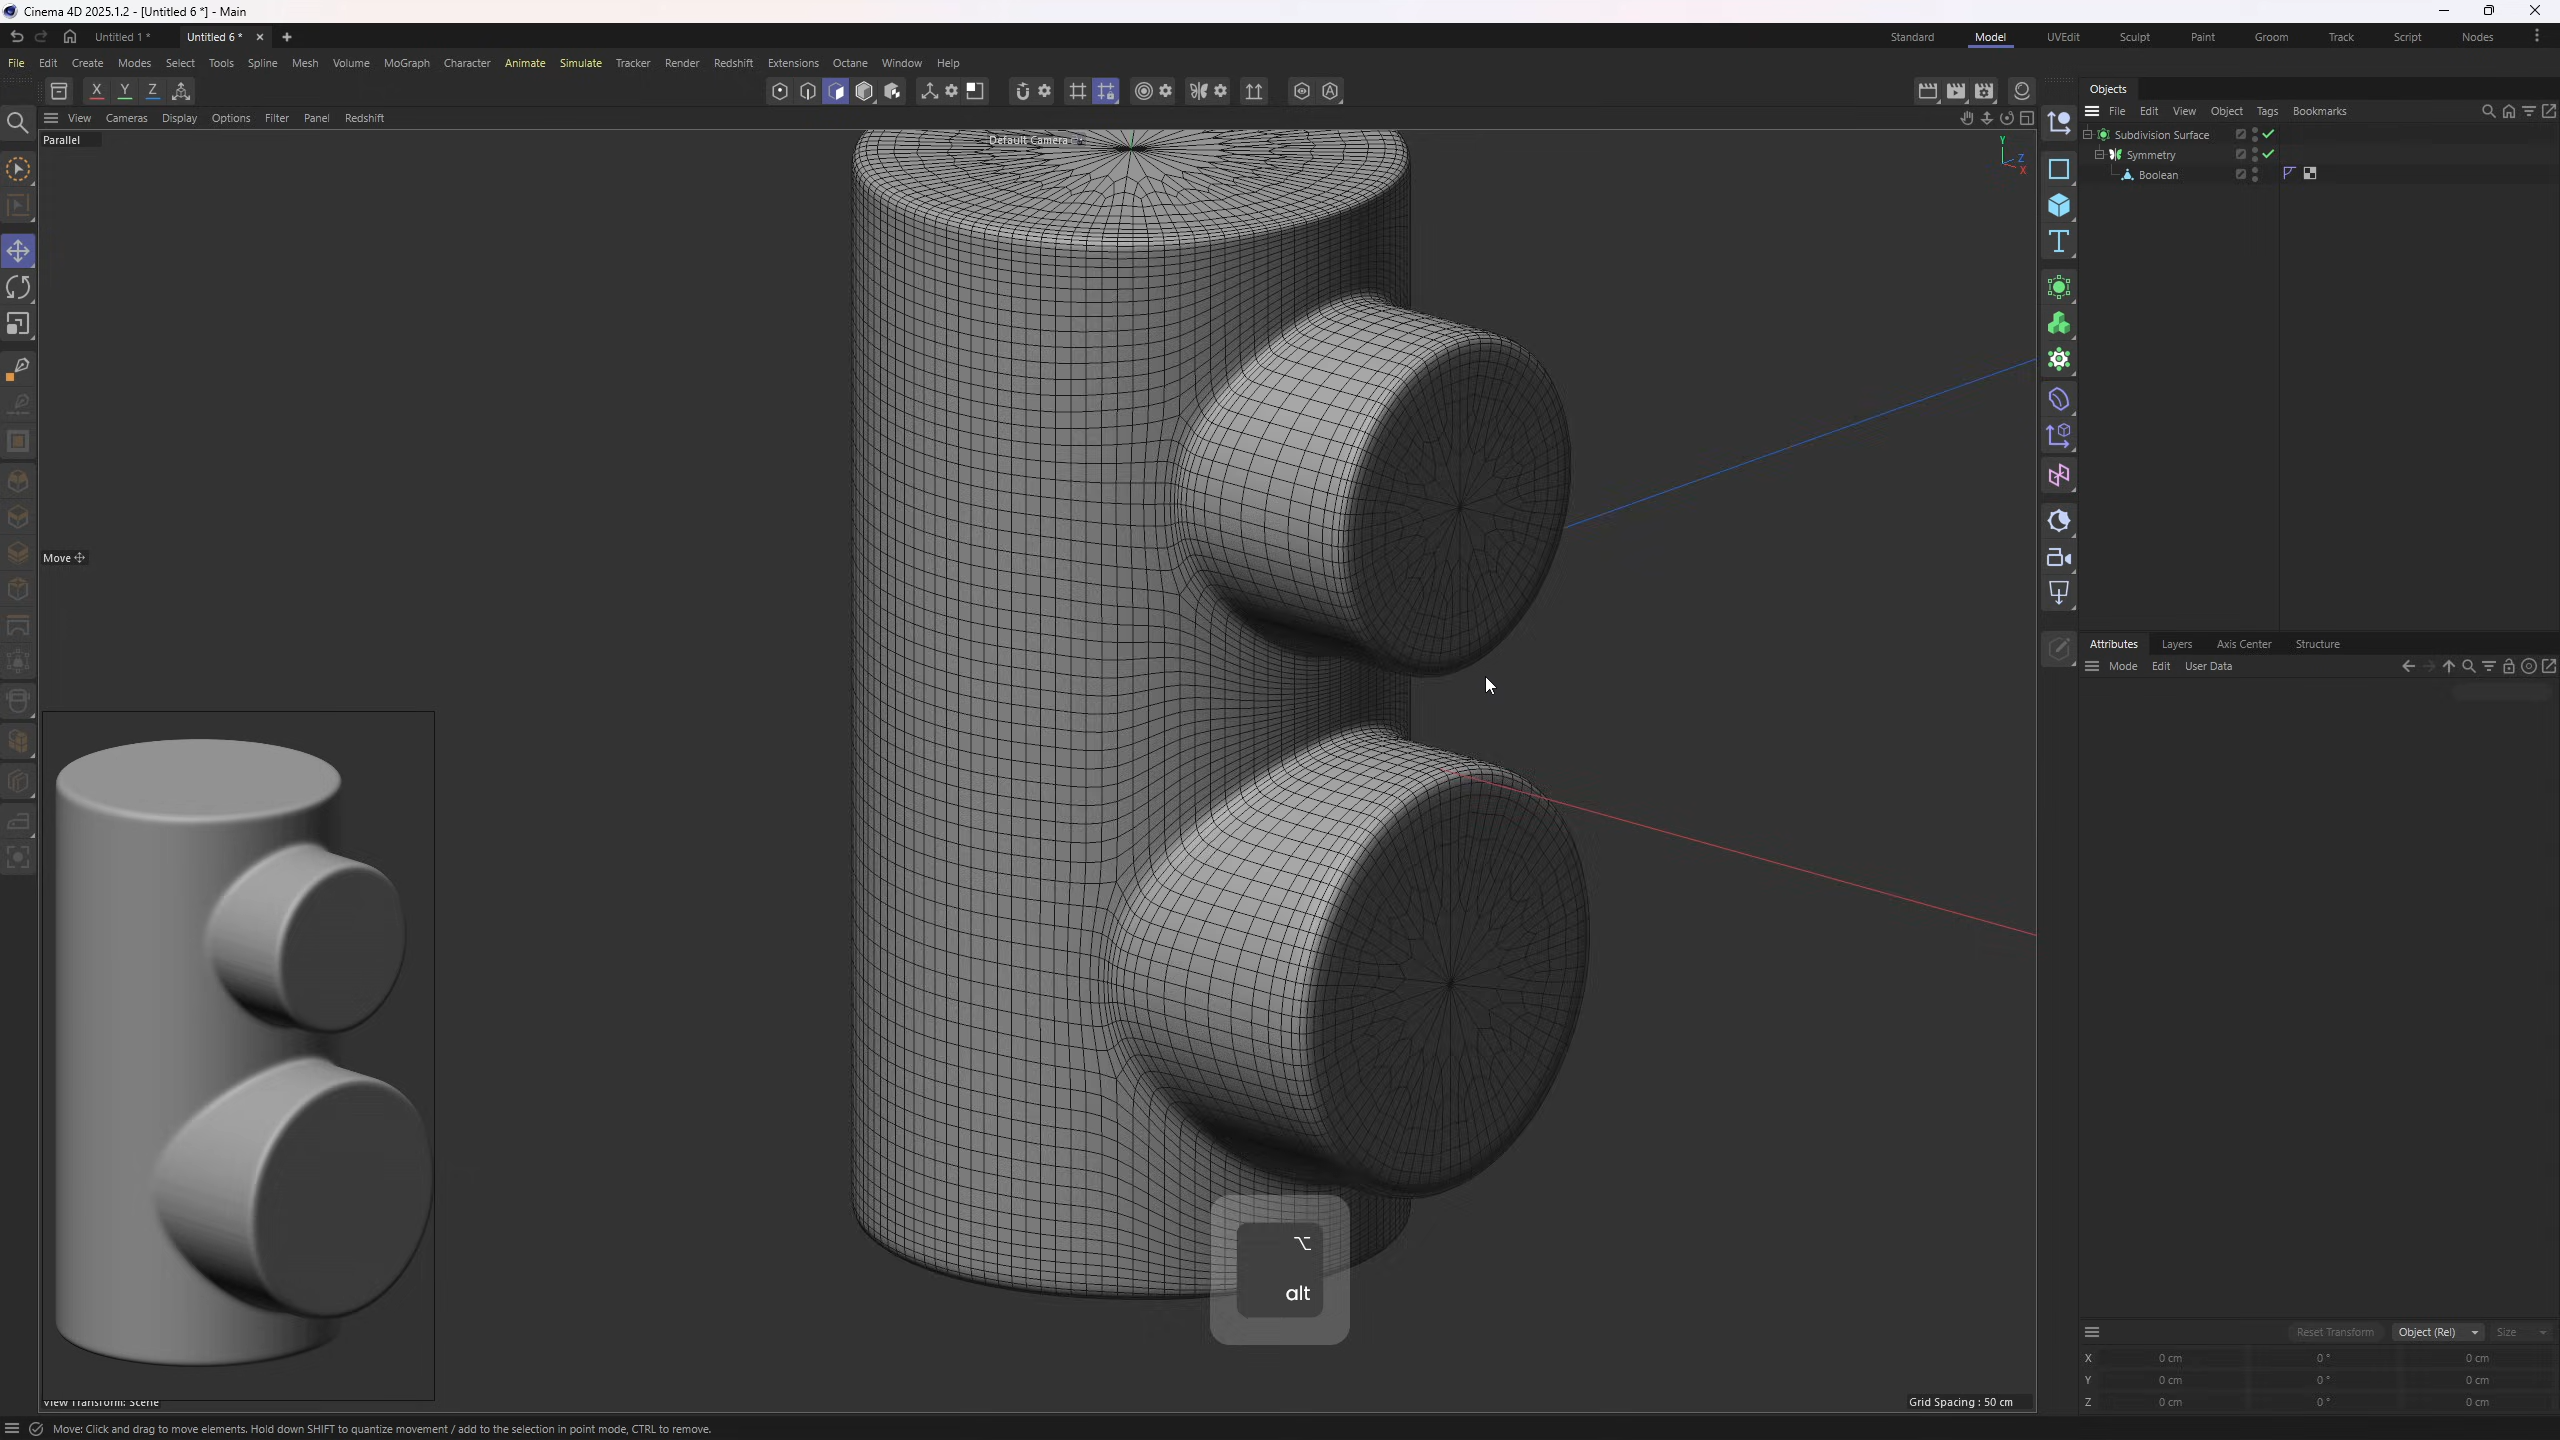 Cinema 4D 2025.1.2 - [Untitled 6 *] - Main
Untitled 1 *
Untitled 6 *
Standard
Model
UVEdit
Sculpt
Paint
Groom
Track
Script
Nodes
File Edit Create Modes Select Tools Spline Mesh Volume MoGraph Character Animate Simulate Tracker Render Redshift Extensions Octane Window Help
X Y Z
Objects
View Cameras Display Options Filter Panel Redshift
File Edit View Object Tags Bookmarks
Parallel
Default Camera
Y
Z
X
Subdivision Surface
Symmetry
Boolean
Move
Attributes Layers Axis Center Structure
Mode Edit User Data
alt
Reset Transform Object (Rel) Size
X 0 cm 0 ° 0 cm
Y 0 cm 0 ° 0 cm
Z 0 cm 0 ° 0 cm
View Transform: Scene
Grid Spacing : 50 cm
Move: Click and drag to move elements. Hold down SHIFT to quantize movement / add to the selection in point mode, CTRL to remove.